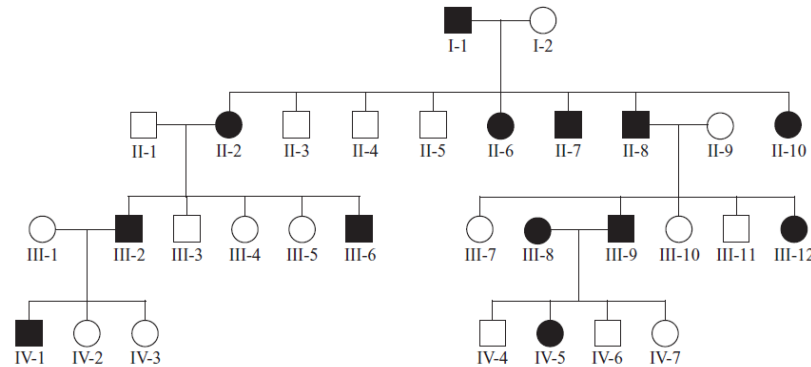 I-1 I-2
II-1 II-2 II-3 II-4 II-5 II-6 II-7 II-8 II-9 II-10
III-1 III-2 III-3 III-4 III-5 III-6 III-7 III-8 III-9 III-10 III-11 III-12
IV-1 IV-2 IV-3 IV-4 IV-5 IV-6 IV-7